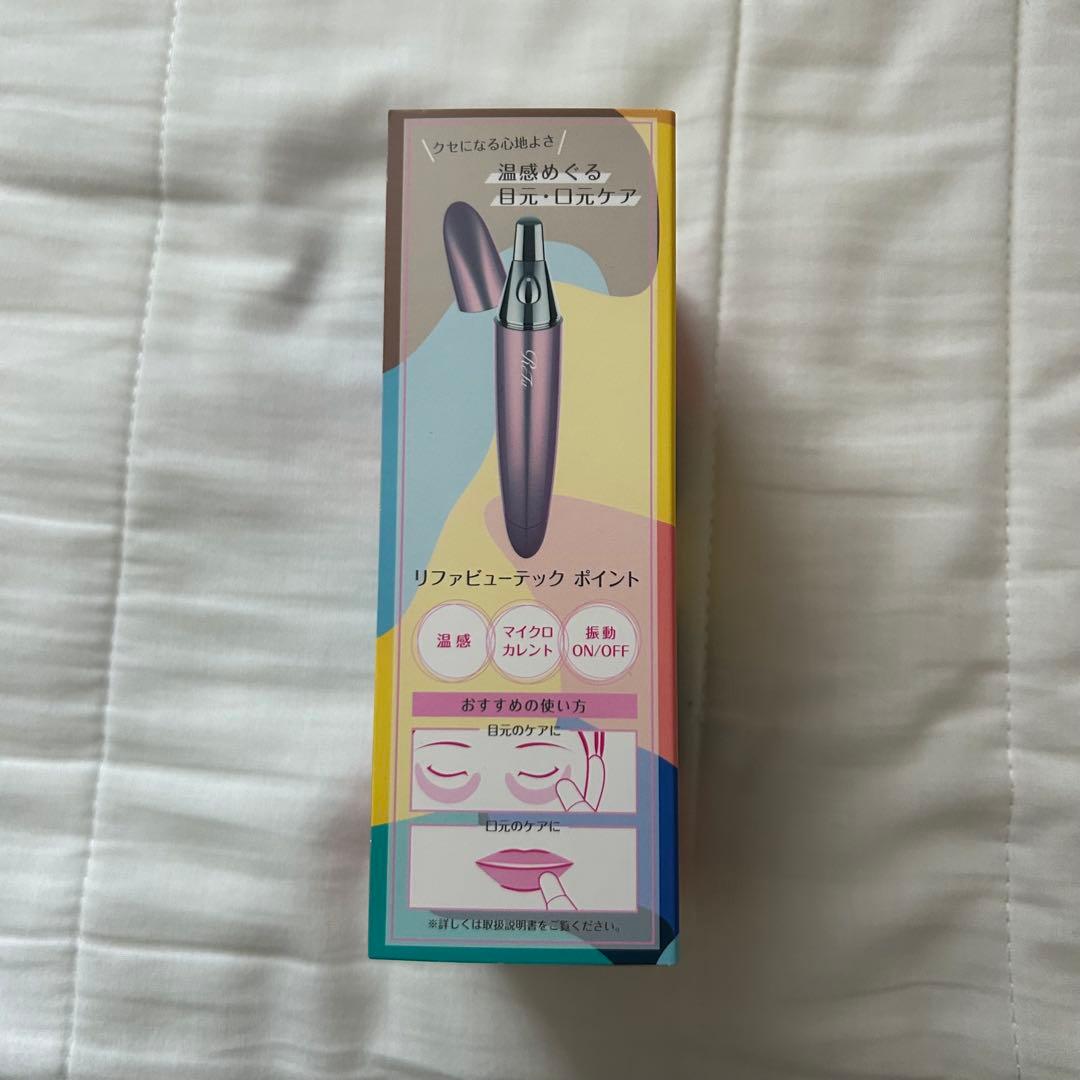 クセになる心地よさ
温感めぐる
目元・口元ケア
ReFa
リファビューテック ポイント
温感
マイクロ
カレント
振動
ON/OFF
おすすめの使い方
目元のケアに
口元のケアに
※詳しくは取扱説明書をご覧ください。